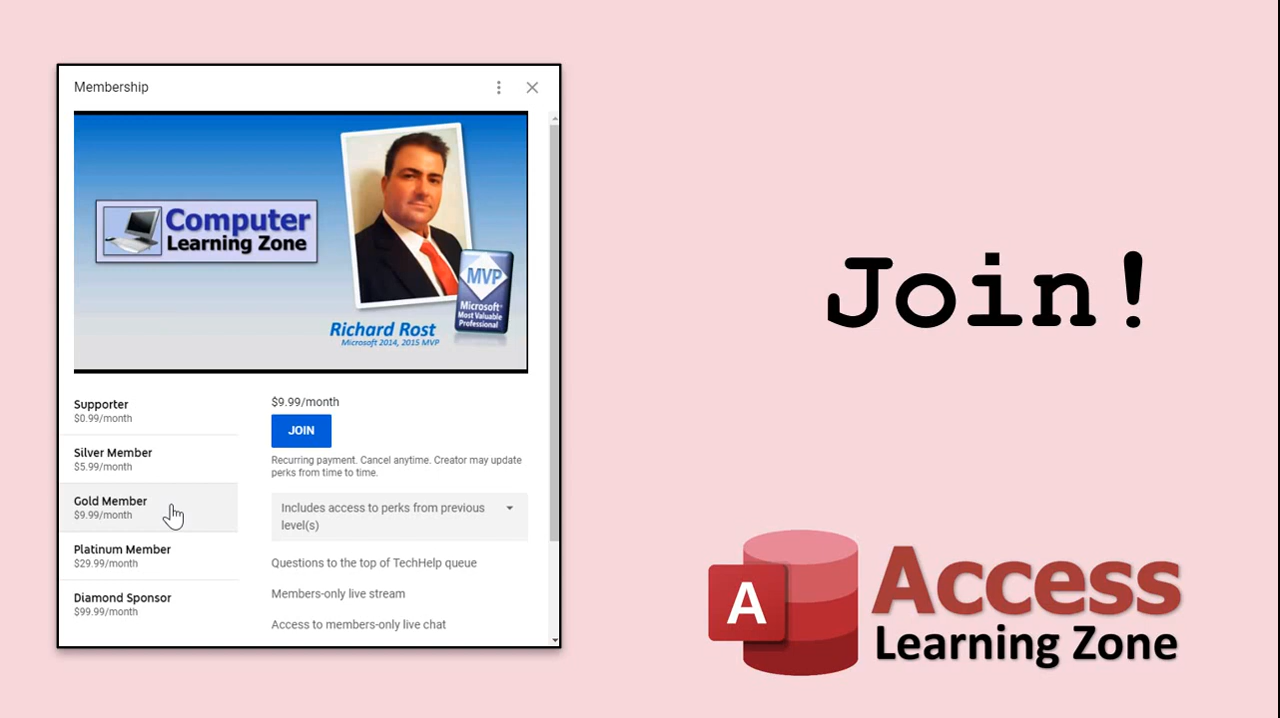 Membership
Computer
Learning Zone
MVP
Microsoft®
Most Valuable
Professional
Richard Rost
Microsoft 2014, 2015 MVP
Supporter
$0.99/month
Silver Member
$5.99/month
Gold Member
$9.99/month
Platinum Member
$29.99/month
Diamond Sponsor
$99.99/month
$9.99/month
JOIN
Recurring payment. Cancel anytime. Creator may update
perks from time to time.
Includes access to perks from previous
level(s)
Questions to the top of TechHelp queue
Members-only live stream
Access to members-only live chat
Join!
A
Access
Learning Zone